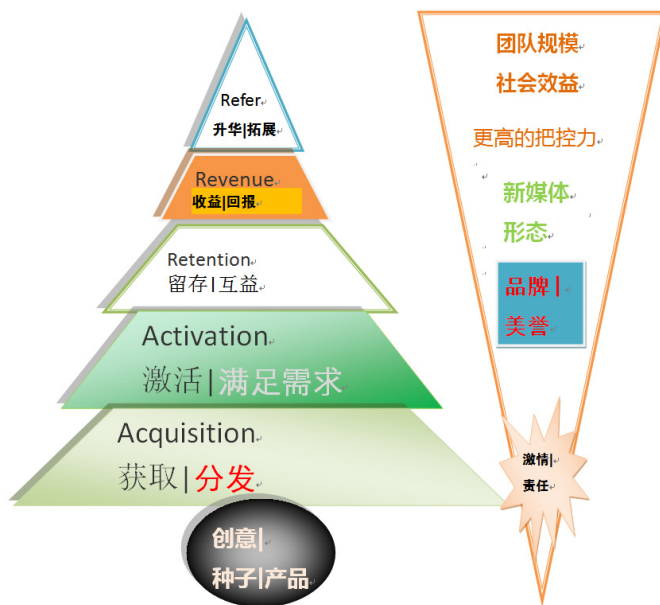 Refer
升华|拓展
Revenue
收益|回报
Retention
留存|互益
Activation
激活|满足需求
Acquisition
获取|分发
创意|
种子|产品
团队规模
社会效益
更高的把控力
新媒体
形态
品牌|
美誉
激情|
责任